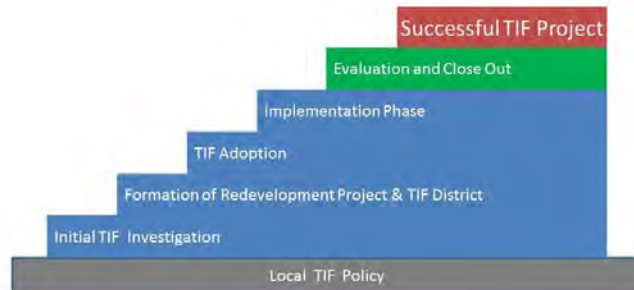 Successful TIF Project
Evaluation and Close Out
Implementation Phase
TIF Adoption
Formation of Redevelopment Project & TIF District
Initial TIF Investigation
Local TIF Policy